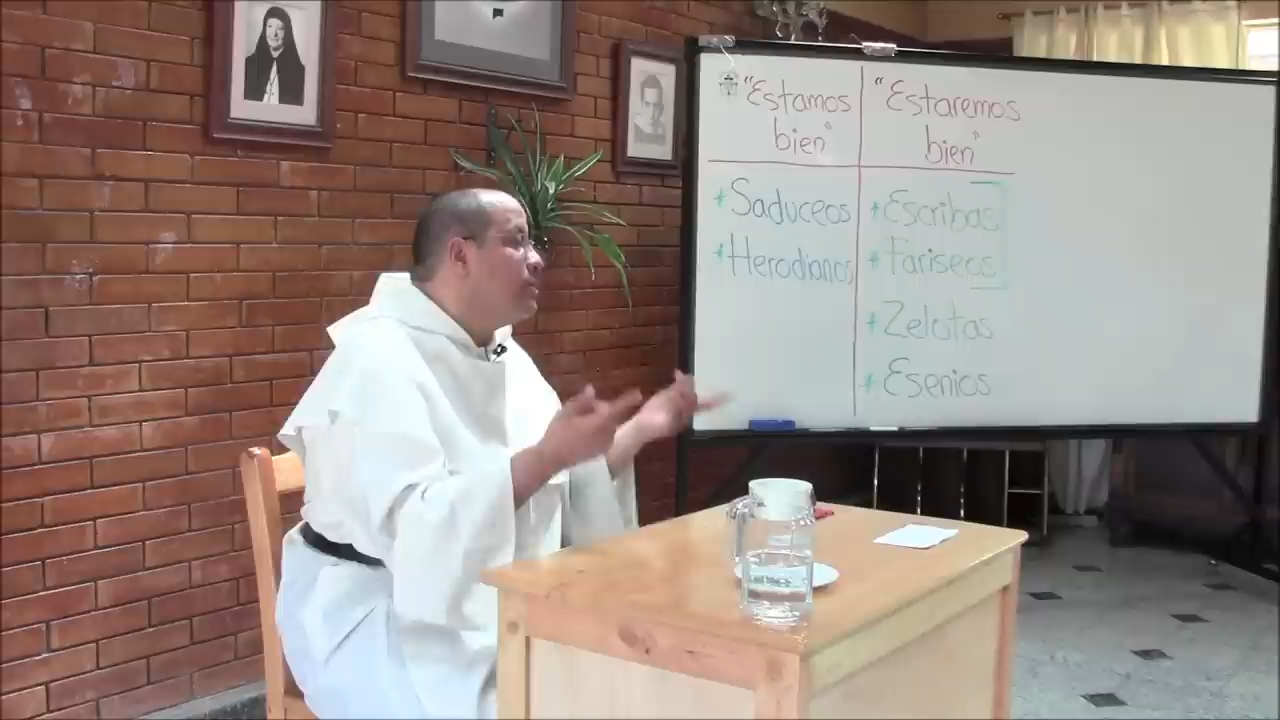 "Estamos
bien"
"Estaremos
bien"
+ Saduceos
+ Herodianos
+ Escribas
+ Fariseos
+ Zelotas
+ Esenios